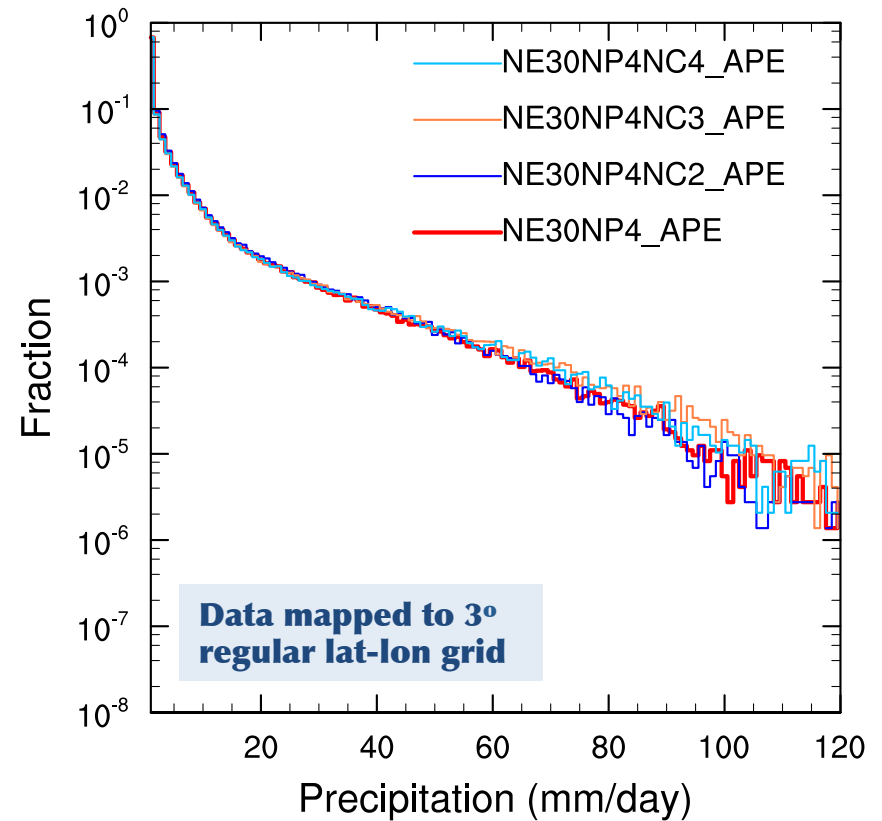 10⁰
10⁻¹
10⁻²
10⁻³
10⁻⁴
10⁻⁵
10⁻⁶
10⁻⁷
10⁻⁸
Fraction
NE30NP4NC4_APE
NE30NP4NC3_APE
NE30NP4NC2_APE
NE30NP4_APE
Data mapped to 3º
regular lat-lon grid
20 40 60 80 100 120
Precipitation (mm/day)